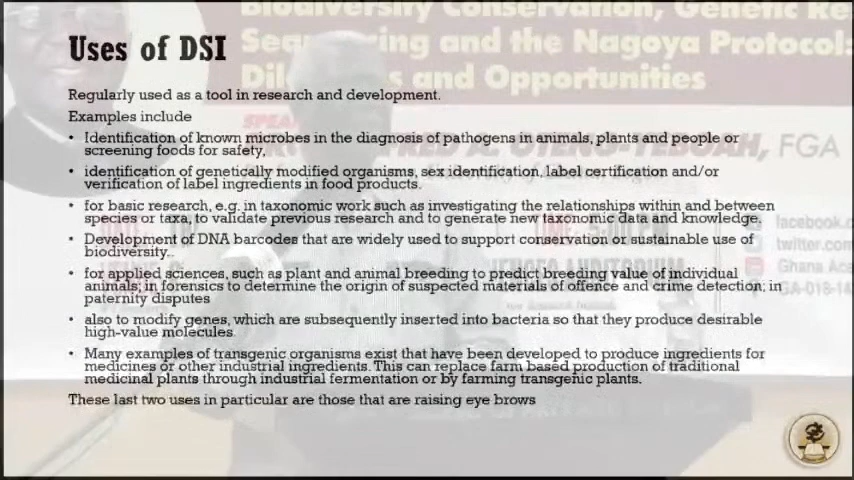 Biodiversity Conservation, Genetic Re
Uses of DSI
and the Nagoya Protocol:
and Opportunities
Regularly used as a tool in research and development.
Examples include
• Identification of known microbes in the diagnosis of pathogens in animals, plants and people or
screening foods for safety,
FGA
• identification of genetically modified organisms, sex identification, label certification and/or
verification of label ingredients in food products.
• for basic research, e.g. in taxonomic work such as investigating the relationships within and between
species or taxa, to validate previous research and to generate new taxonomic data and knowledge.
facebook.c
• Development of DNA barcodes that are widely used to support conservation or sustainable use of
biodiversity..
twitter.com
Ghana Aca
• for applied sciences, such as plant and animal breeding to predict breeding value of individual
animals; in forensics to determine the origin of suspected materials of offence and crime detection; in
paternity disputes
GA-018-14
• also to modify genes, which are subsequently inserted into bacteria so that they produce desirable
high-value molecules.
• Many examples of transgenic organisms exist that have been developed to produce ingredients for
medicines or other industrial ingredients. This can replace farm based production of traditional
medicinal plants through industrial fermentation or by farming transgenic plants.
These last two uses in particular are those that are raising eye brows